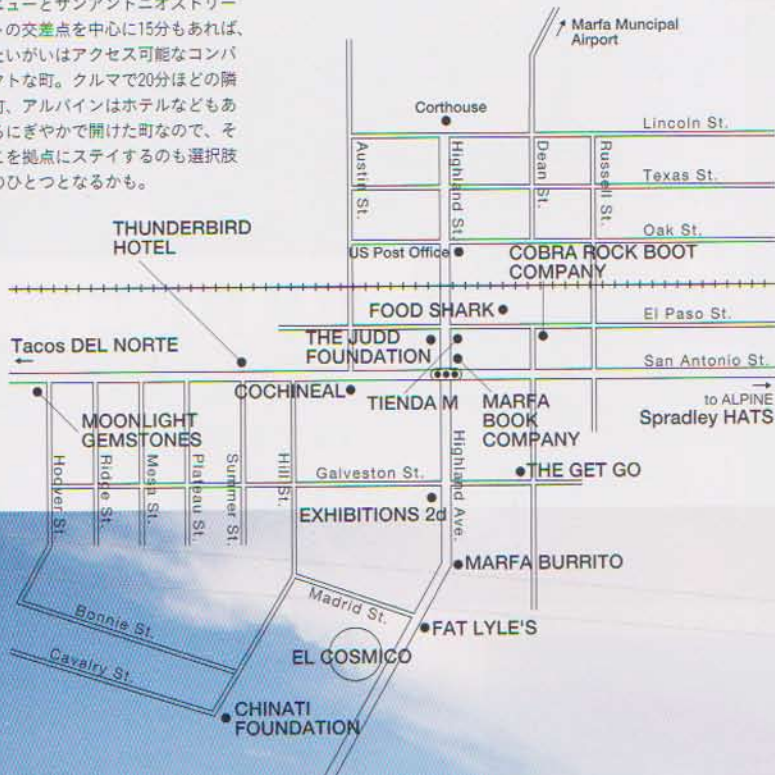 ニューとサンアントニオストリー
トの交差点を中心に15分もあれば、
たいがいはアクセス可能なコンパ
クトな町。クルマで20分ほどの隣
町、アルパインはホテルなどもあ
るにぎやかで開けた町なので、そ
こを拠点にステイするのも選択肢
のひとつとなるかも。
Marfa Muncipal
Airport
Corthouse
Lincoln St.
Austin St.
Highland St.
Dean St.
Russell St.
Texas St.
Oak St.
THUNDERBIRD
HOTEL
US Post Office
COBRA ROCK BOOT
COMPANY
FOOD SHARK
El Paso St.
Tacos DEL NORTE
THE JUDD
FOUNDATION
San Antonio St.
COCHINEAL
TIENDA M
MARFA
BOOK
COMPANY
to ALPINE
Spradley HATS
MOONLIGHT
GEMSTONES
Hoover St.
Ridge St.
Mesa St.
Plateau St.
Summer St.
Hill St.
Galveston St.
Highland Ave.
THE GET GO
EXHIBITIONS 2d
MARFA BURRITO
Madrid St.
Bonnie St.
FAT LYLE'S
EL COSMICO
Cavalry St.
CHINATI
FOUNDATION